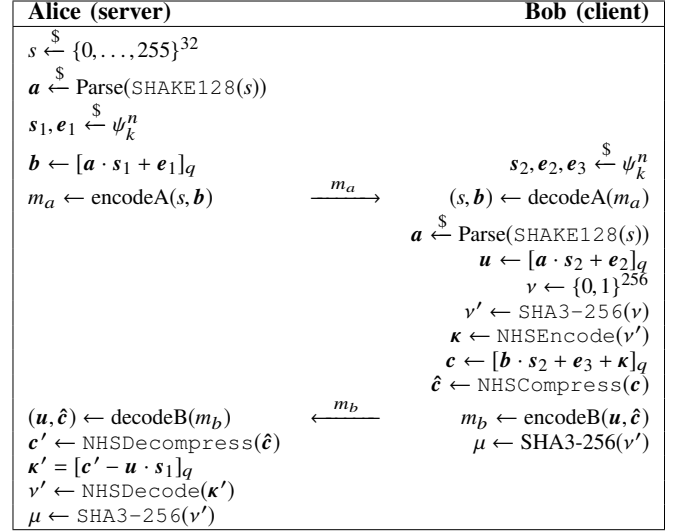 Alice (server) Bob (client)
s ←$ {0, . . . , 255}^32
a ←$ Parse(SHAKE128(s))
s₁, e₁ ←$ ψₖⁿ
b ← [a · s₁ + e₁]_q s₂, e₂, e₃ ←$ ψₖⁿ
m_a ← encodeA(s, b) —m_a→ (s, b) ← decodeA(m_a)
a ←$ Parse(SHAKE128(s))
u ← [a · s₂ + e₂]_q
ν ← {0, 1}^256
ν′ ← SHA3-256(ν)
κ ← NHSEncode(ν′)
c ← [b · s₂ + e₃ + κ]_q
ĉ ← NHSCompress(c)
(u, ĉ) ← decodeB(m_b) ←m_b— m_b ← encodeB(u, ĉ)
c′ ← NHSDecompress(ĉ) μ ← SHA3-256(ν′)
κ′ = [c′ − u · s₁]_q
ν′ ← NHSDecode(κ′)
μ ← SHA3-256(ν′)